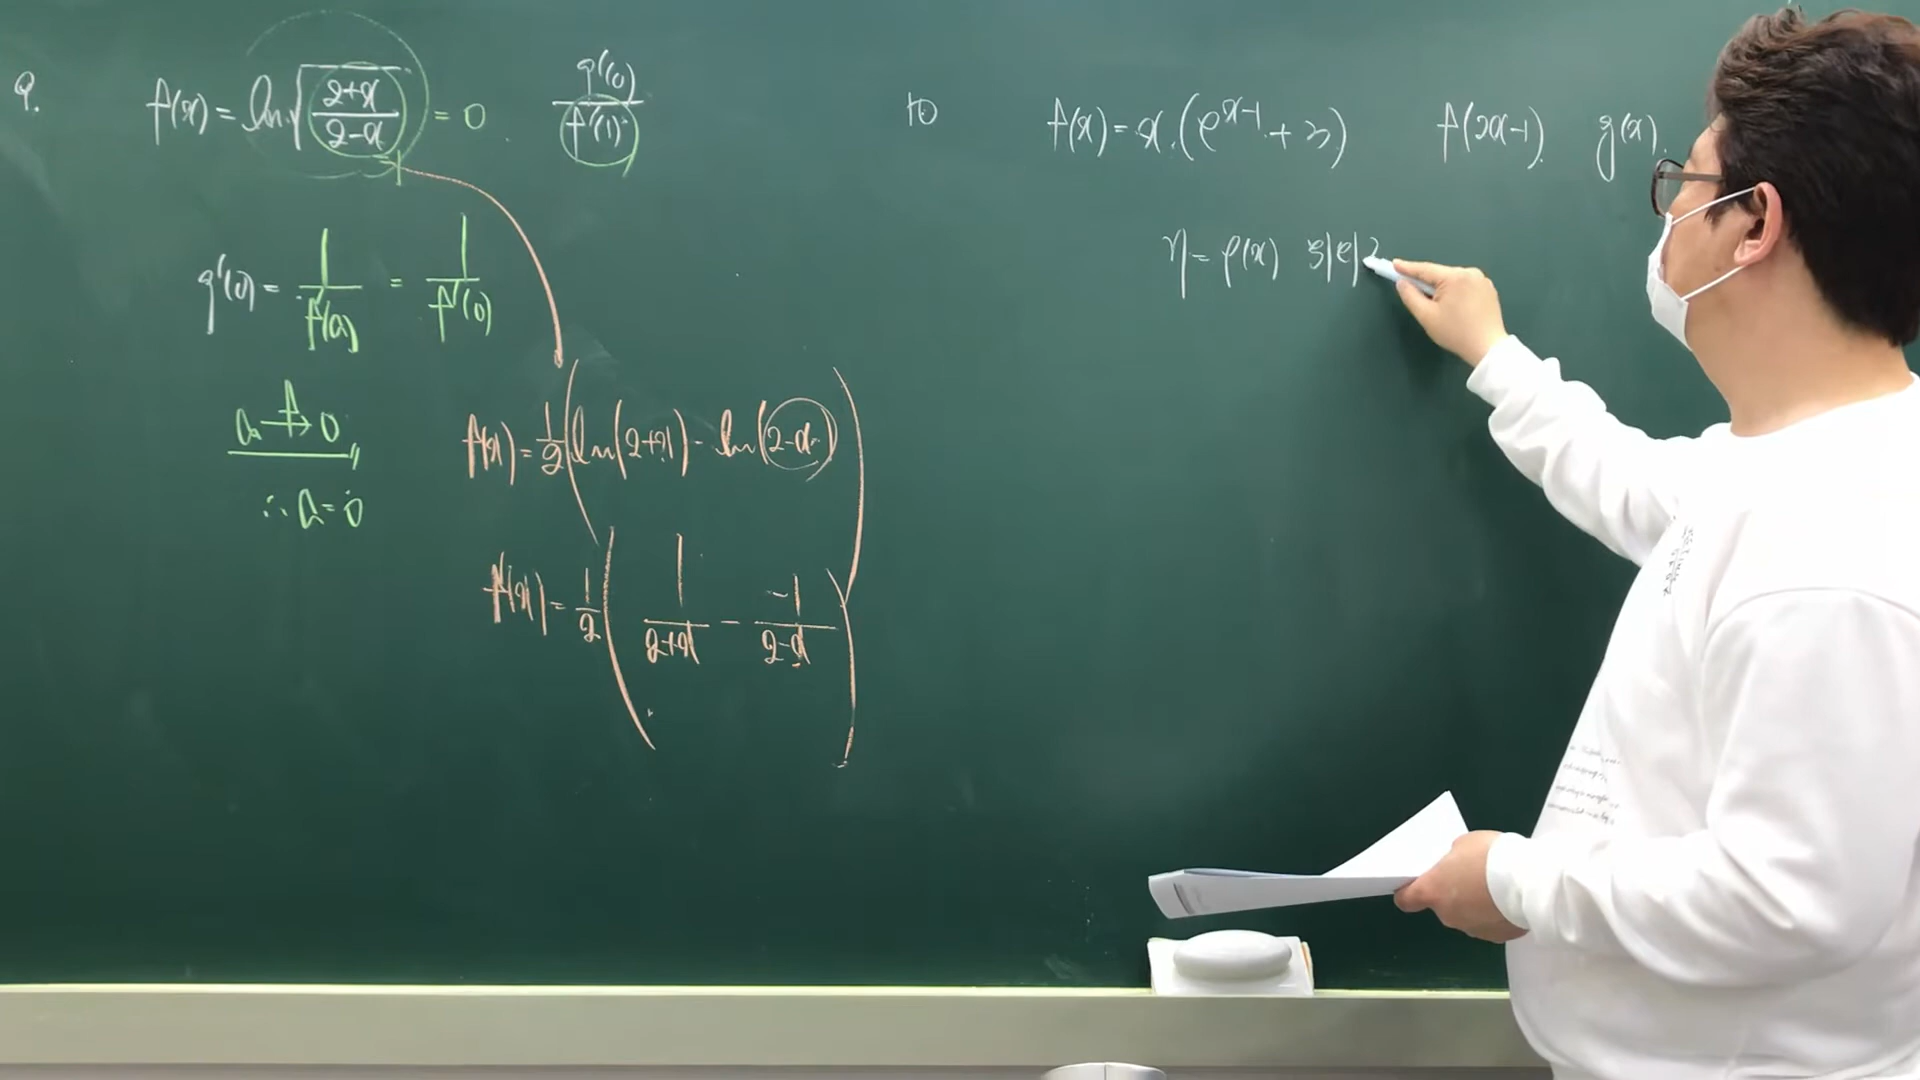 9.
f(x) = ln √((2+x)/(2-x)) = 0
g'(0) / f'(1)
g'(0) = 1/f'(a) = 1/f'(0)
a →f 0
∴ a = 0
f(x) = 1/2 ( ln(2+x) - ln(2-x) )
f'(x) = 1/2 ( 1/(2+x) - (-1)/(2-x) )
10
f(x) = x.(e^(x-1) + 3) f(2x-1) g(x).
y = f(x)